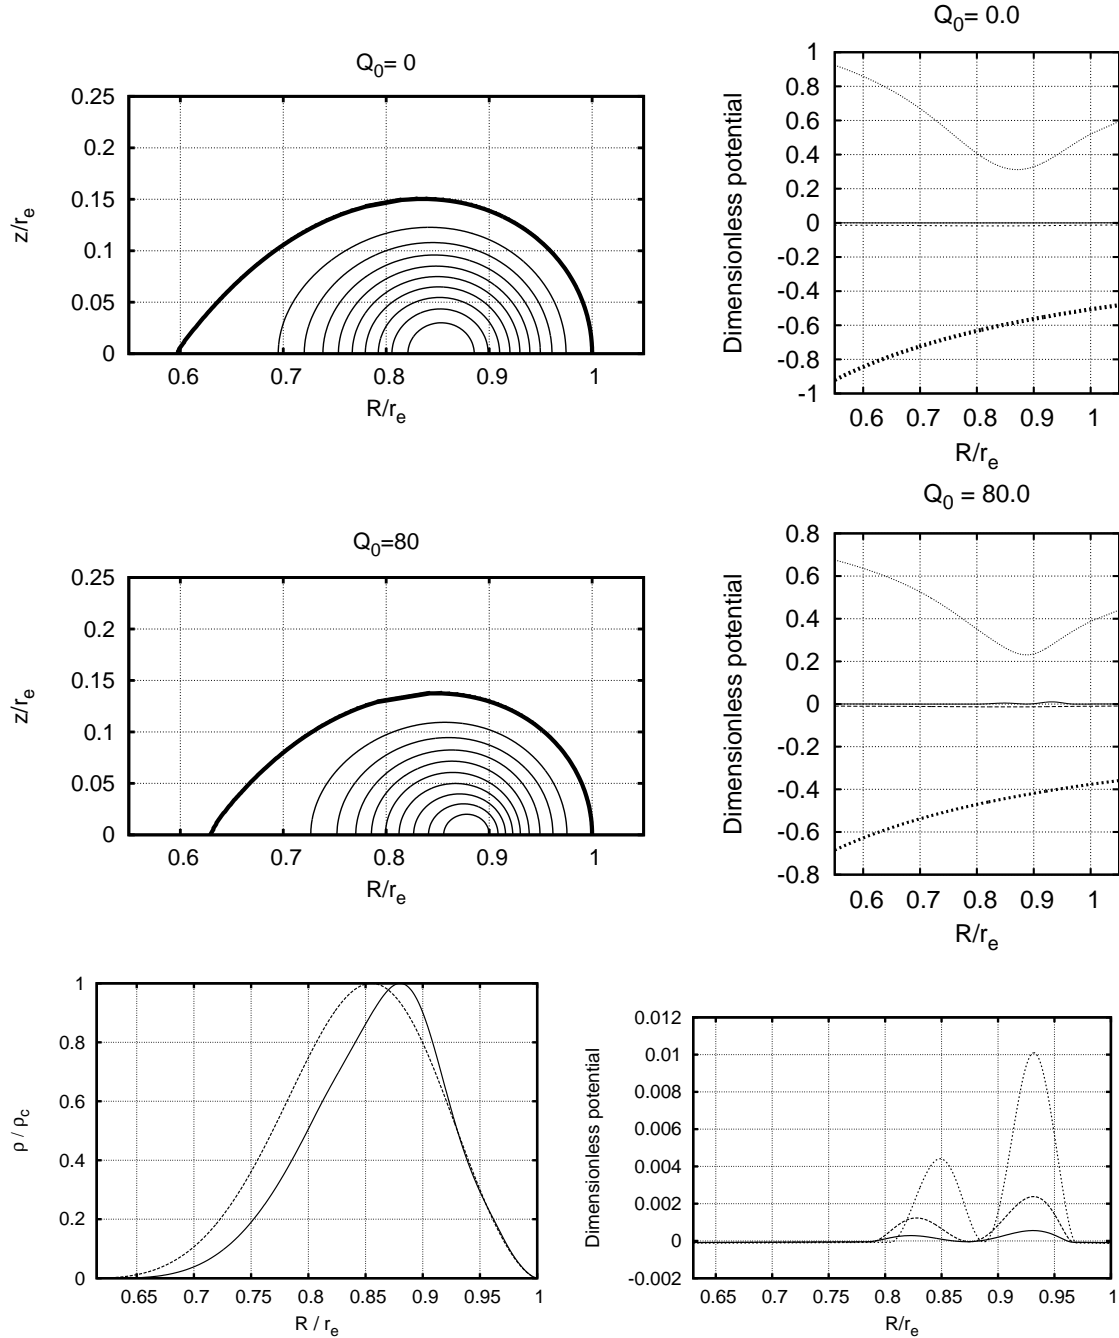 Q0= 0
0.25
0.2
0.15
0.1
0.05
0
0.6 0.7 0.8 0.9 1
z/re
R/re
Q0= 0.0
1
0.8
0.6
0.4
0.2
0
-0.2
-0.4
-0.6
-0.8
-1
0.6 0.7 0.8 0.9 1
Dimensionless potential
R/re
Q0=80
0.25
0.2
0.15
0.1
0.05
0
0.6 0.7 0.8 0.9 1
z/re
R/re
Q0 = 80.0
0.8
0.6
0.4
0.2
0
-0.2
-0.4
-0.6
-0.8
0.6 0.7 0.8 0.9 1
Dimensionless potential
R/re
1
0.8
0.6
0.4
0.2
0
0.65 0.7 0.75 0.8 0.85 0.9 0.95 1
ρ / ρc
R / re
0.012
0.010
0.008
0.006
0.004
0.002
0
-0.002
0.65 0.7 0.75 0.8 0.85 0.9 0.95 1
Dimensionless potential
R/re